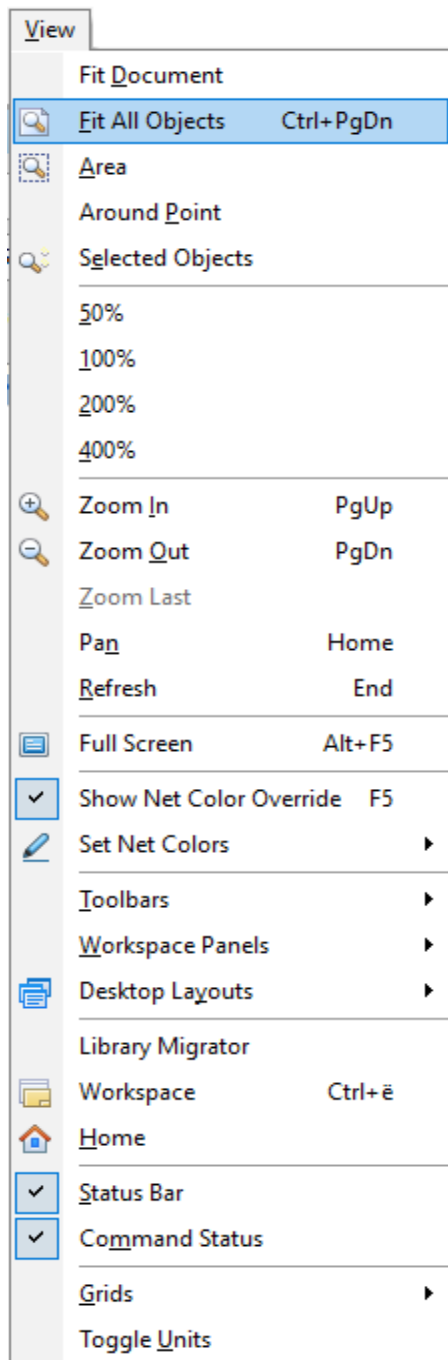 View
Fit Document
Fit All Objects Ctrl+PgDn
Area
Around Point
Selected Objects
50%
100%
200%
400%
Zoom In PgUp
Zoom Out PgDn
Zoom Last
Pan Home
Refresh End
Full Screen Alt+F5
Show Net Color Override F5
Set Net Colors
Toolbars
Workspace Panels
Desktop Layouts
Library Migrator
Workspace Ctrl+ё
Home
Status Bar
Command Status
Grids
Toggle Units